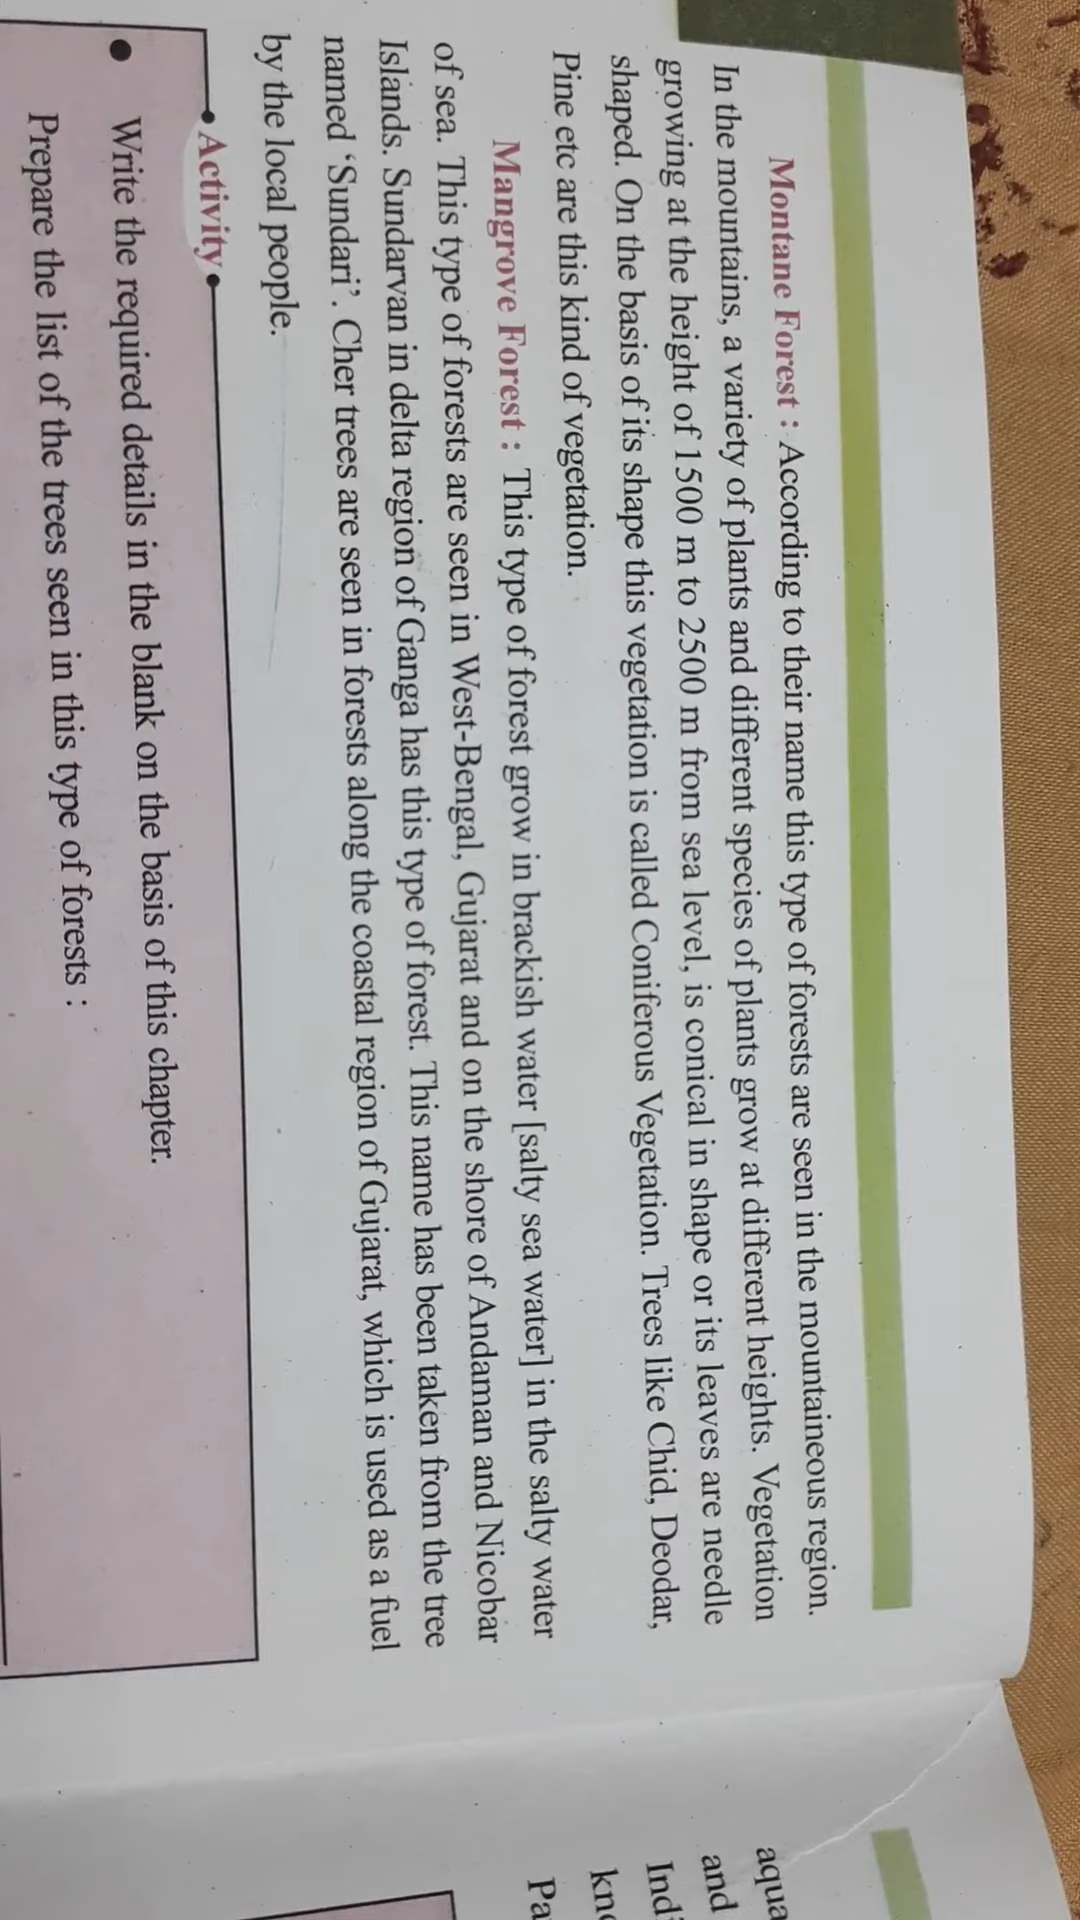 Montane Forest : According to their name this type of forests are seen in the mountaineous region.
In the mountains, a variety of plants and different species of plants grow at different heights. Vegetation
growing at the height of 1500 m to 2500 m from sea level, is conical in shape or its leaves are needle
shaped. On the basis of its shape this vegetation is called Coniferous Vegetation. Trees like Chid, Deodar,
Pine etc are this kind of vegetation.
Mangrove Forest : This type of forest grow in brackish water [salty sea water] in the salty water
of sea. This type of forests are seen in West-Bengal, Gujarat and on the shore of Andaman and Nicobar
Islands. Sundarvan in delta region of Ganga has this type of forest. This name has been taken from the tree
named ‘Sundari’. Cher trees are seen in forests along the coastal region of Gujarat, which is used as a fuel
by the local people.
Activity
• Write the required details in the blank on the basis of this chapter.
Prepare the list of the trees seen in this type of forests :
aqua
and
Ind
kn
Pa